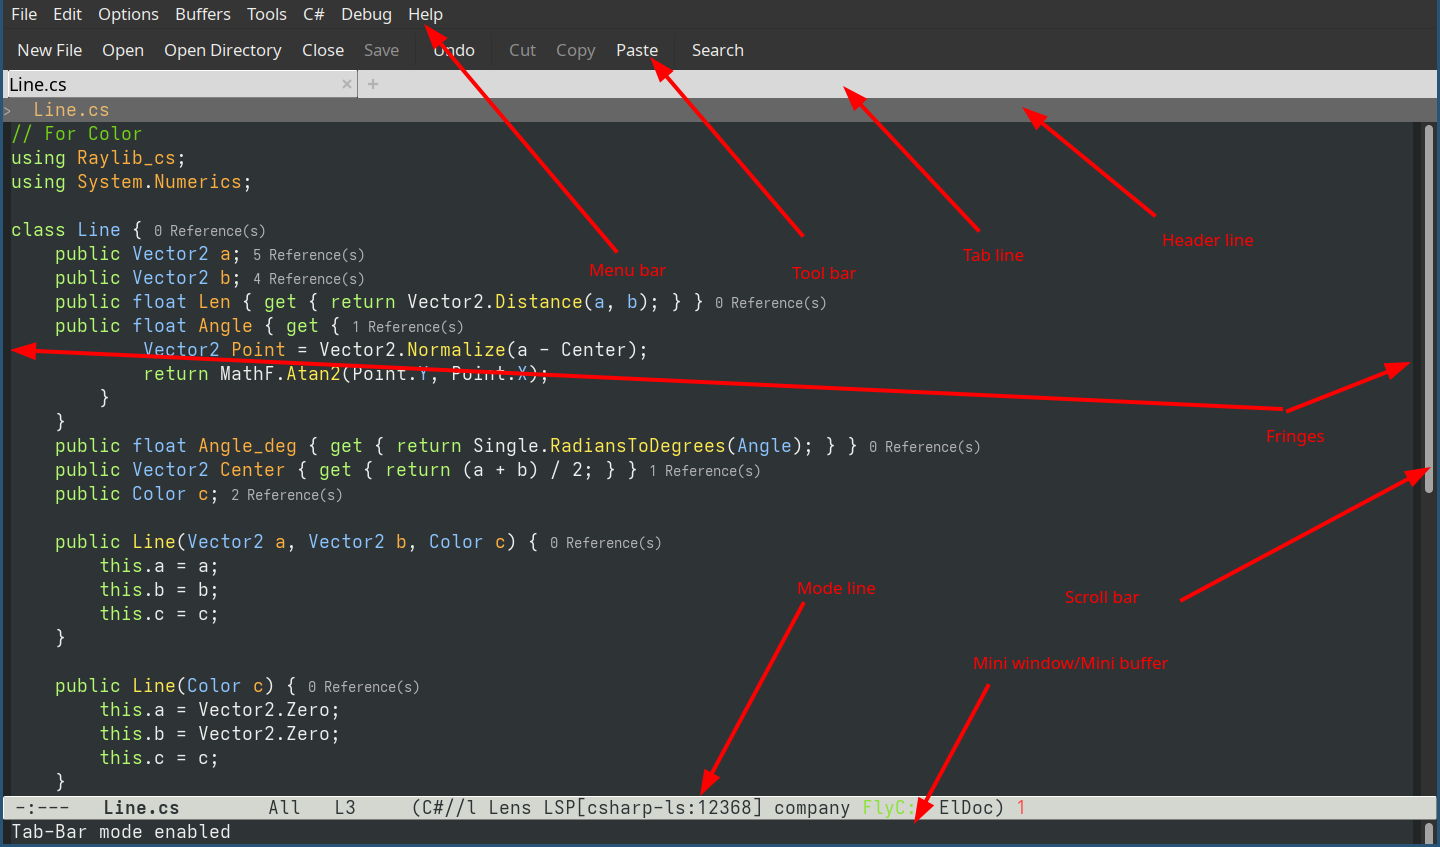 File Edit Options Buffers Tools C# Debug Help
New File Open Open Directory Close Save Undo Cut Copy Paste Search
Line.cs × +
> Line.cs
// For Color
using Raylib_cs;
using System.Numerics;
class Line { 0 Reference(s)
public Vector2 a; 5 Reference(s)
public Vector2 b; 4 Reference(s)
public float Len { get { return Vector2.Distance(a, b); } } 0 Reference(s)
public float Angle { get { 1 Reference(s)
Vector2 Point = Vector2.Normalize(a - Center);
return MathF.Atan2(Point.Y, Point.X);
}
}
public float Angle_deg { get { return Single.RadiansToDegrees(Angle); } } 0 Reference(s)
public Vector2 Center { get { return (a + b) / 2; } } 1 Reference(s)
public Color c; 2 Reference(s)
public Line(Vector2 a, Vector2 b, Color c) { 0 Reference(s)
this.a = a;
this.b = b;
this.c = c;
}
public Line(Color c) { 0 Reference(s)
this.a = Vector2.Zero;
this.b = Vector2.Zero;
this.c = c;
}
-:--- Line.cs All L3 (C#//l Lens LSP[csharp-ls:12368] company FlyC: ElDoc) 1
Tab-Bar mode enabled
Menu bar
Tool bar
Tab line
Header line
Fringes
Scroll bar
Mode line
Mini window/Mini buffer